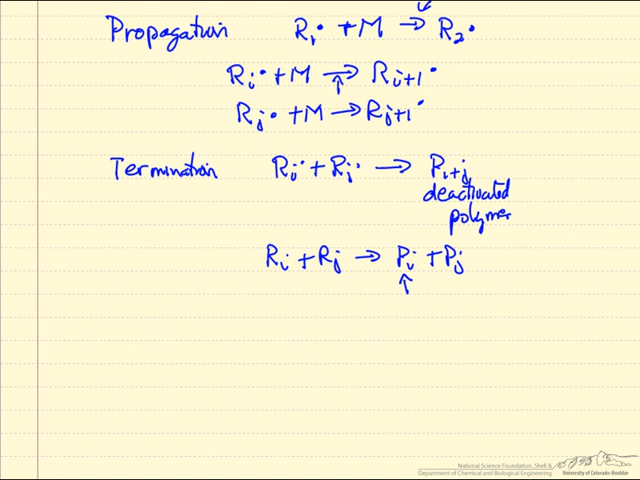 Propagation R₁• + M → R₂•
Rᵢ• + M → Rᵢ₊₁•
Rⱼ• + M → Rⱼ₊₁•
Termination Rᵢ• + Rⱼ• → Pᵢ₊ⱼ
deactivated
polymer
Rᵢ + Rⱼ → Pᵢ + Pⱼ
↑
National Science Foundation, Shell &
Department of Chemical and Biological Engineering
University of Colorado Boulder